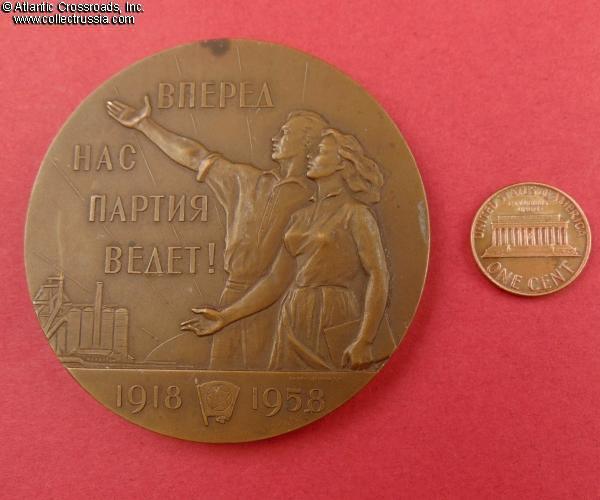 © Atlantic Crossroads, Inc.
www.collectrussia.com
ВПЕРЕД
НАС
ПАРТИЯ
ВЕДЕТ!
1918 1958
UNITED STATES OF AMERICA
ONE CENT